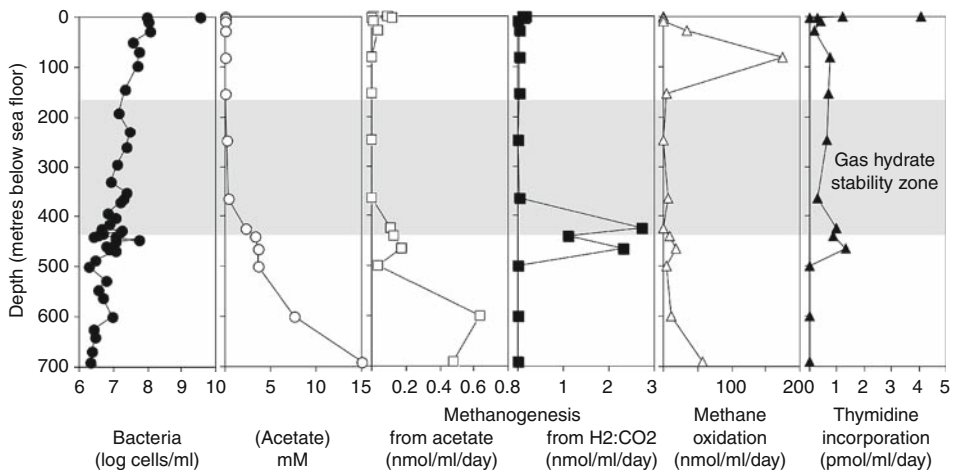 Depth (metres below sea floor)
0
100
200
300
400
500
600
700
Gas hydrate
stability zone
6 7 8 9 10
0 5 10 15
0.2 0.4 0.6 0.8
1 2 3
0 100 200
0 1 2 3 4 5
Bacteria
(log cells/ml)
(Acetate)
mM
Methanogenesis
from acetate
(nmol/ml/day)
from H2:CO2
(nmol/ml/day)
Methane
oxidation
(nmol/ml/day)
Thymidine
incorporation
(pmol/ml/day)